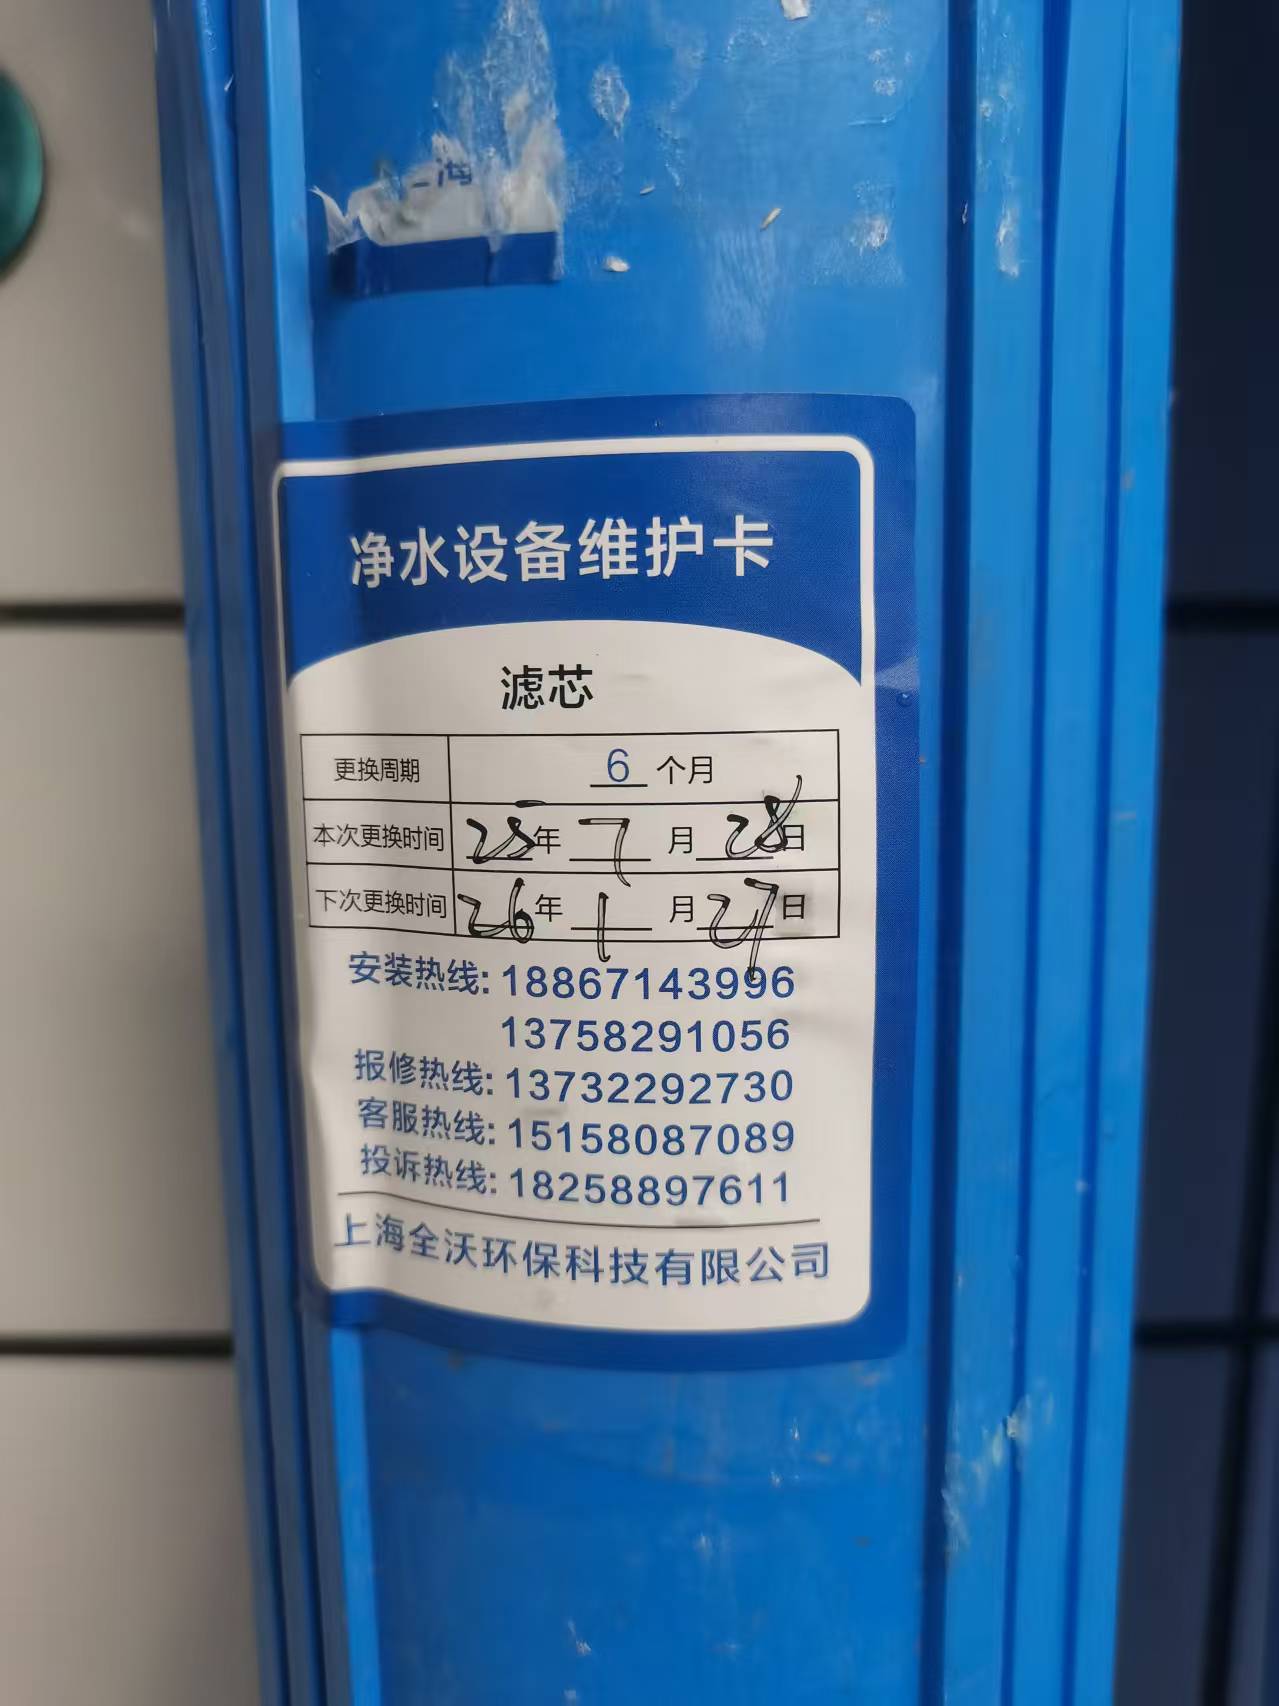 海
净水设备维护卡
滤芯
更换周期 6 个月
本次更换时间 25年 7 月 28日
下次更换时间 26年 1 月 27日
安装热线: 18867143996
13758291056
报修热线: 13732292730
客服热线: 15158087089
投诉热线: 18258897611
上海全沃环保科技有限公司